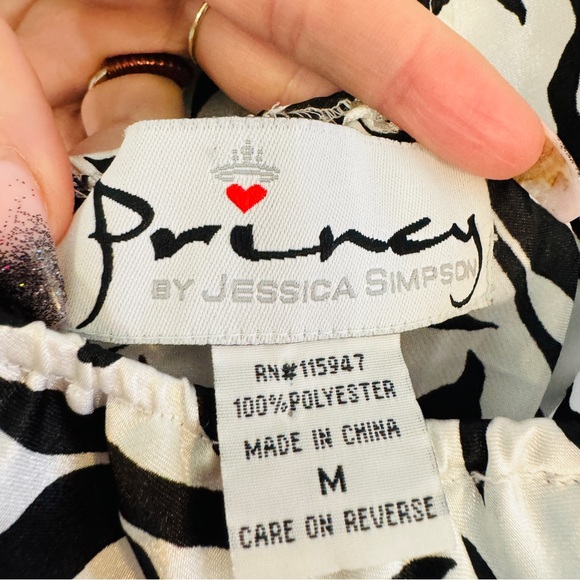 Princy
BY JESSICA SIMPSON
RN#115947
100%POLYESTER
MADE IN CHINA
M
CARE ON REVERSE